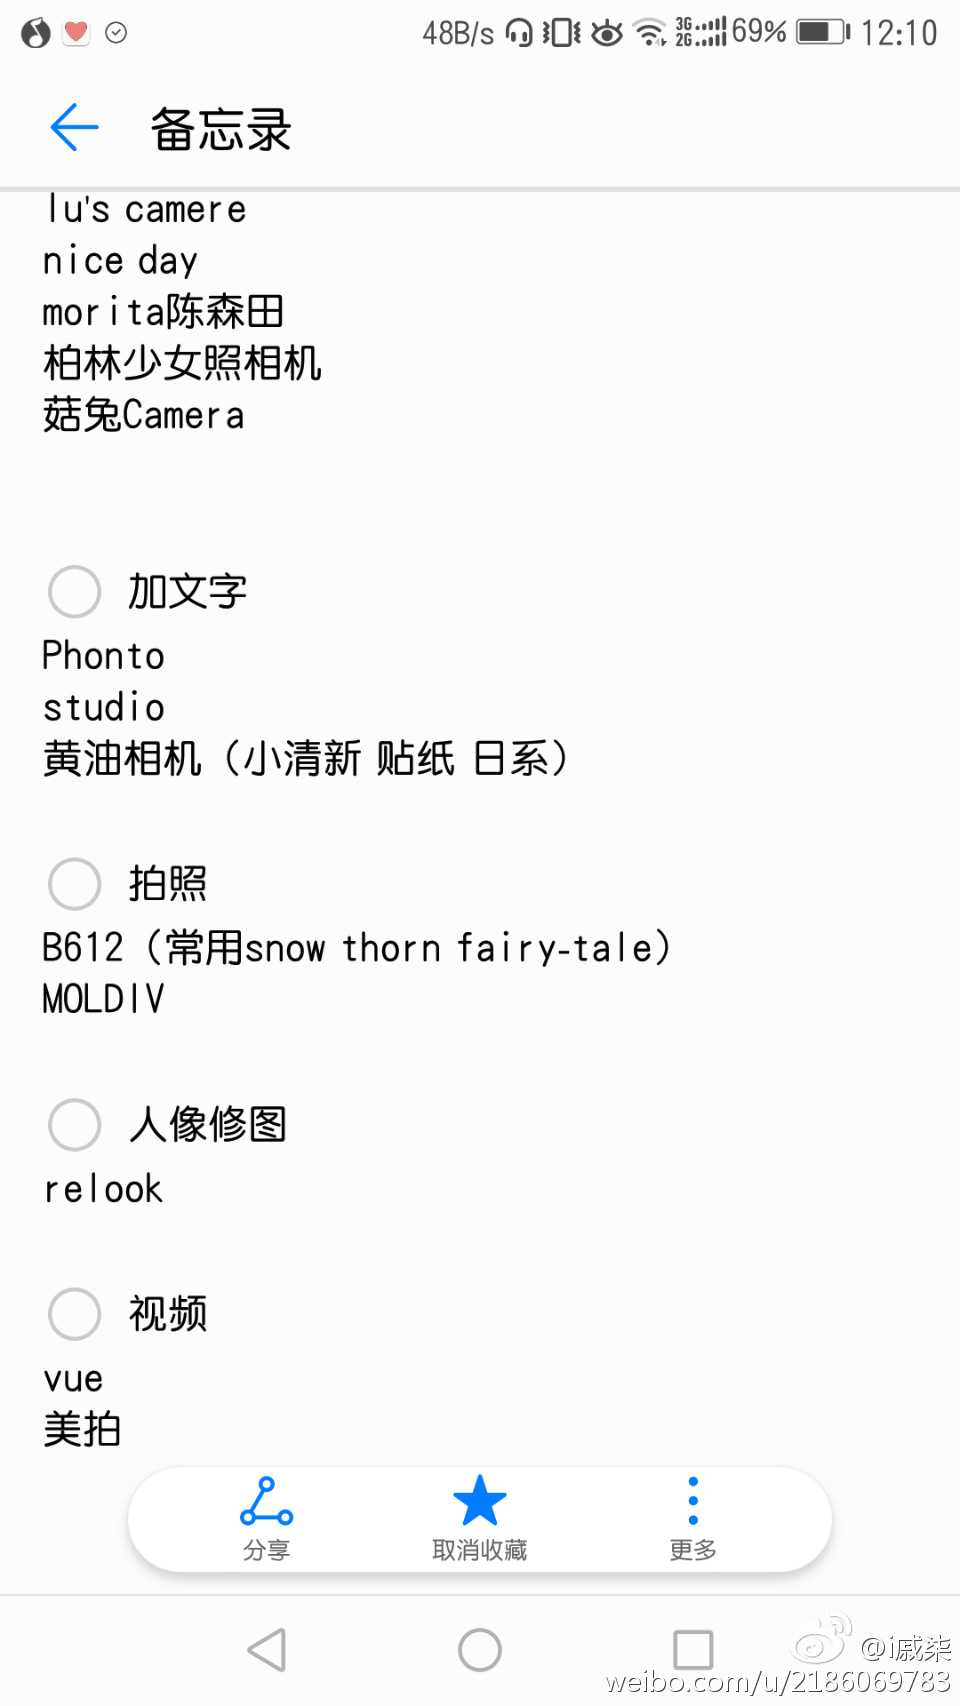 48B/s 3G 2G 69% 12:10
备忘录
lu's camere
nice day
morita陈森田
柏林少女照相机
菇兔Camera
加文字
Phonto
studio
黄油相机（小清新 贴纸 日系）
拍照
B612（常用snow thorn fairy-tale）
MOLDIV
人像修图
relook
视频
vue
美拍
分享 取消收藏 更多
@i戚柒
weibo.com/u/2186069783